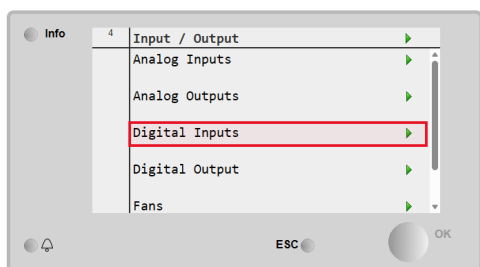 Info
4 Input / Output
Analog Inputs
Analog Outputs
Digital Inputs
Digital Output
Fans
ESC
OK